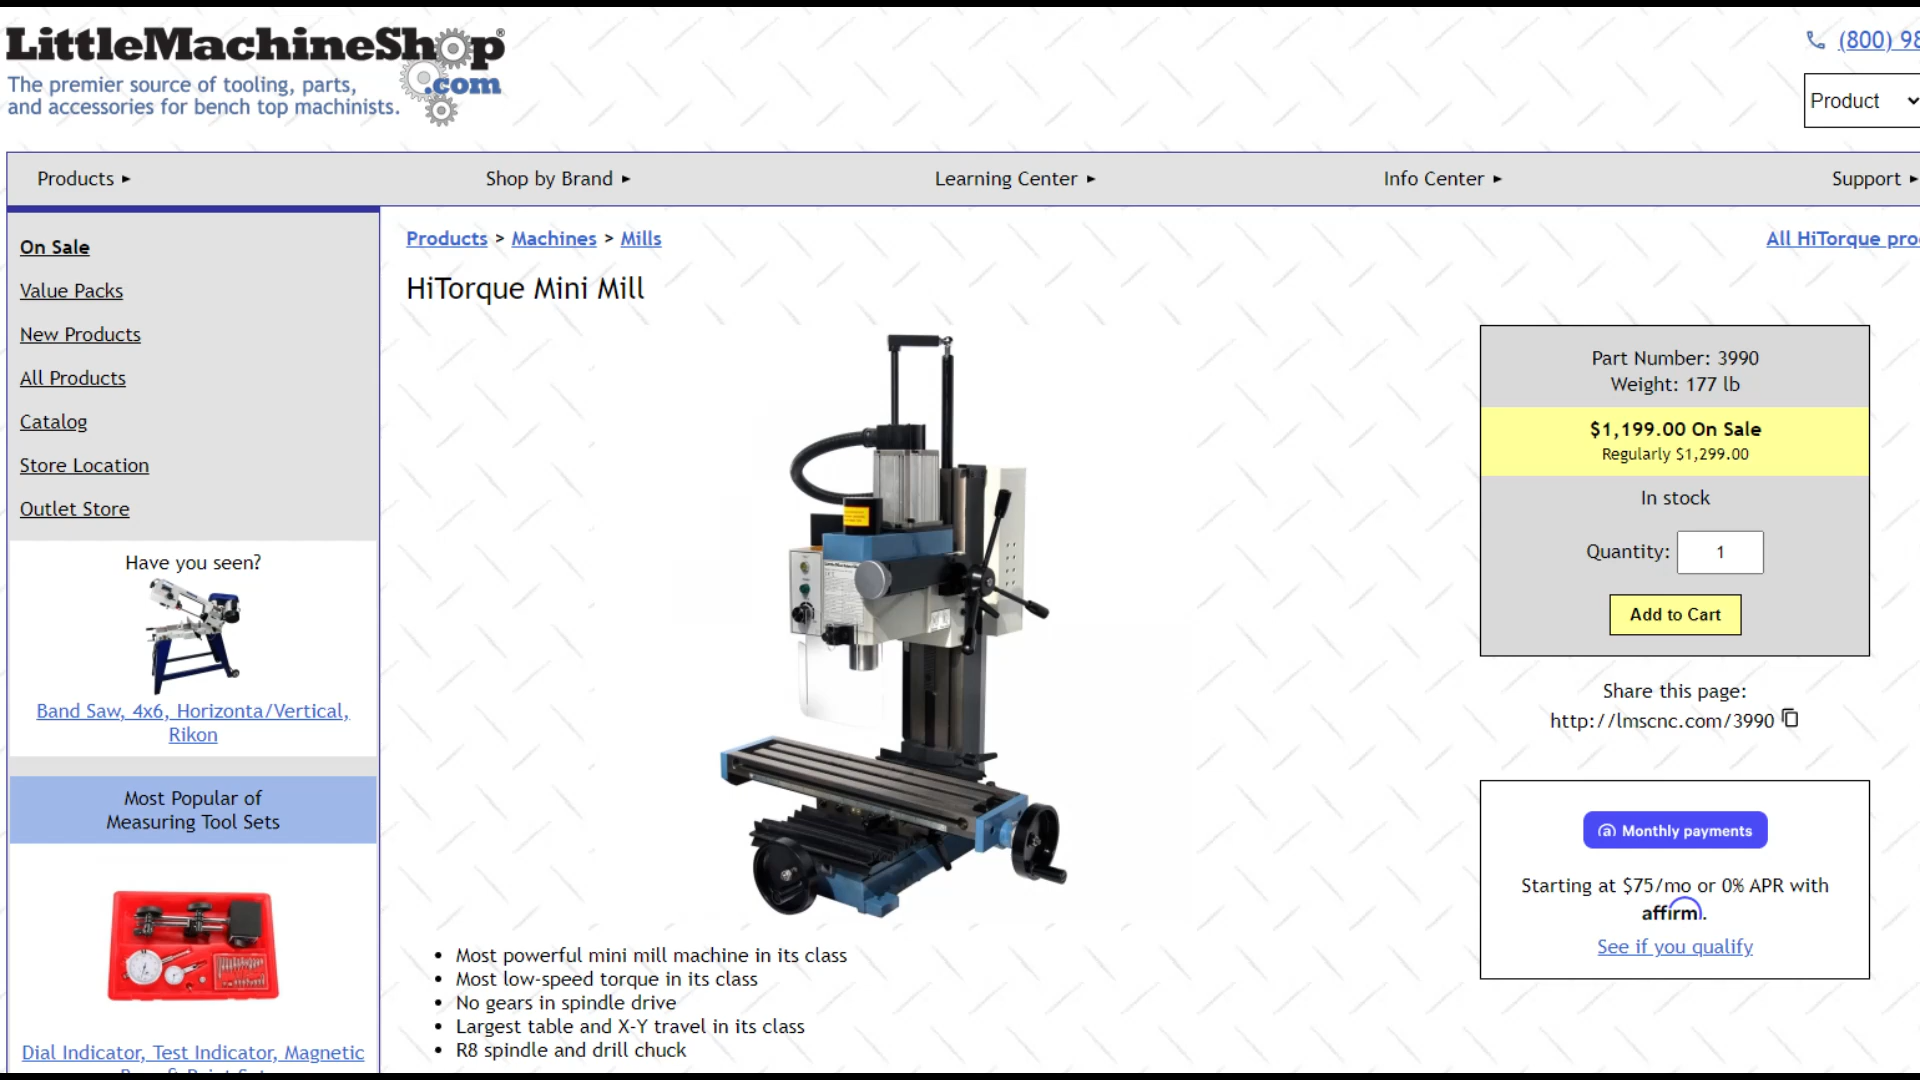 LittleMachineShop®
.com
The premier source of tooling, parts,
and accessories for bench top machinists.
(800) 98
Product
Products ▸
Shop by Brand ▸
Learning Center ▸
Info Center ▸
Support ▸
On Sale
Value Packs
New Products
All Products
Catalog
Store Location
Outlet Store
Have you seen?
Band Saw, 4x6, Horizonta/Vertical,
Rikon
Most Popular of
Measuring Tool Sets
Dial Indicator, Test Indicator, Magnetic
Products > Machines > Mills
All HiTorque pro
HiTorque Mini Mill
Part Number: 3990
Weight: 177 lb
$1,199.00 On Sale
Regularly $1,299.00
In stock
Quantity: 1
Add to Cart
Share this page:
http://lmscnc.com/3990
Monthly payments
Starting at $75/mo or 0% APR with
affirm.
See if you qualify
• Most powerful mini mill machine in its class
• Most low-speed torque in its class
• No gears in spindle drive
• Largest table and X-Y travel in its class
• R8 spindle and drill chuck